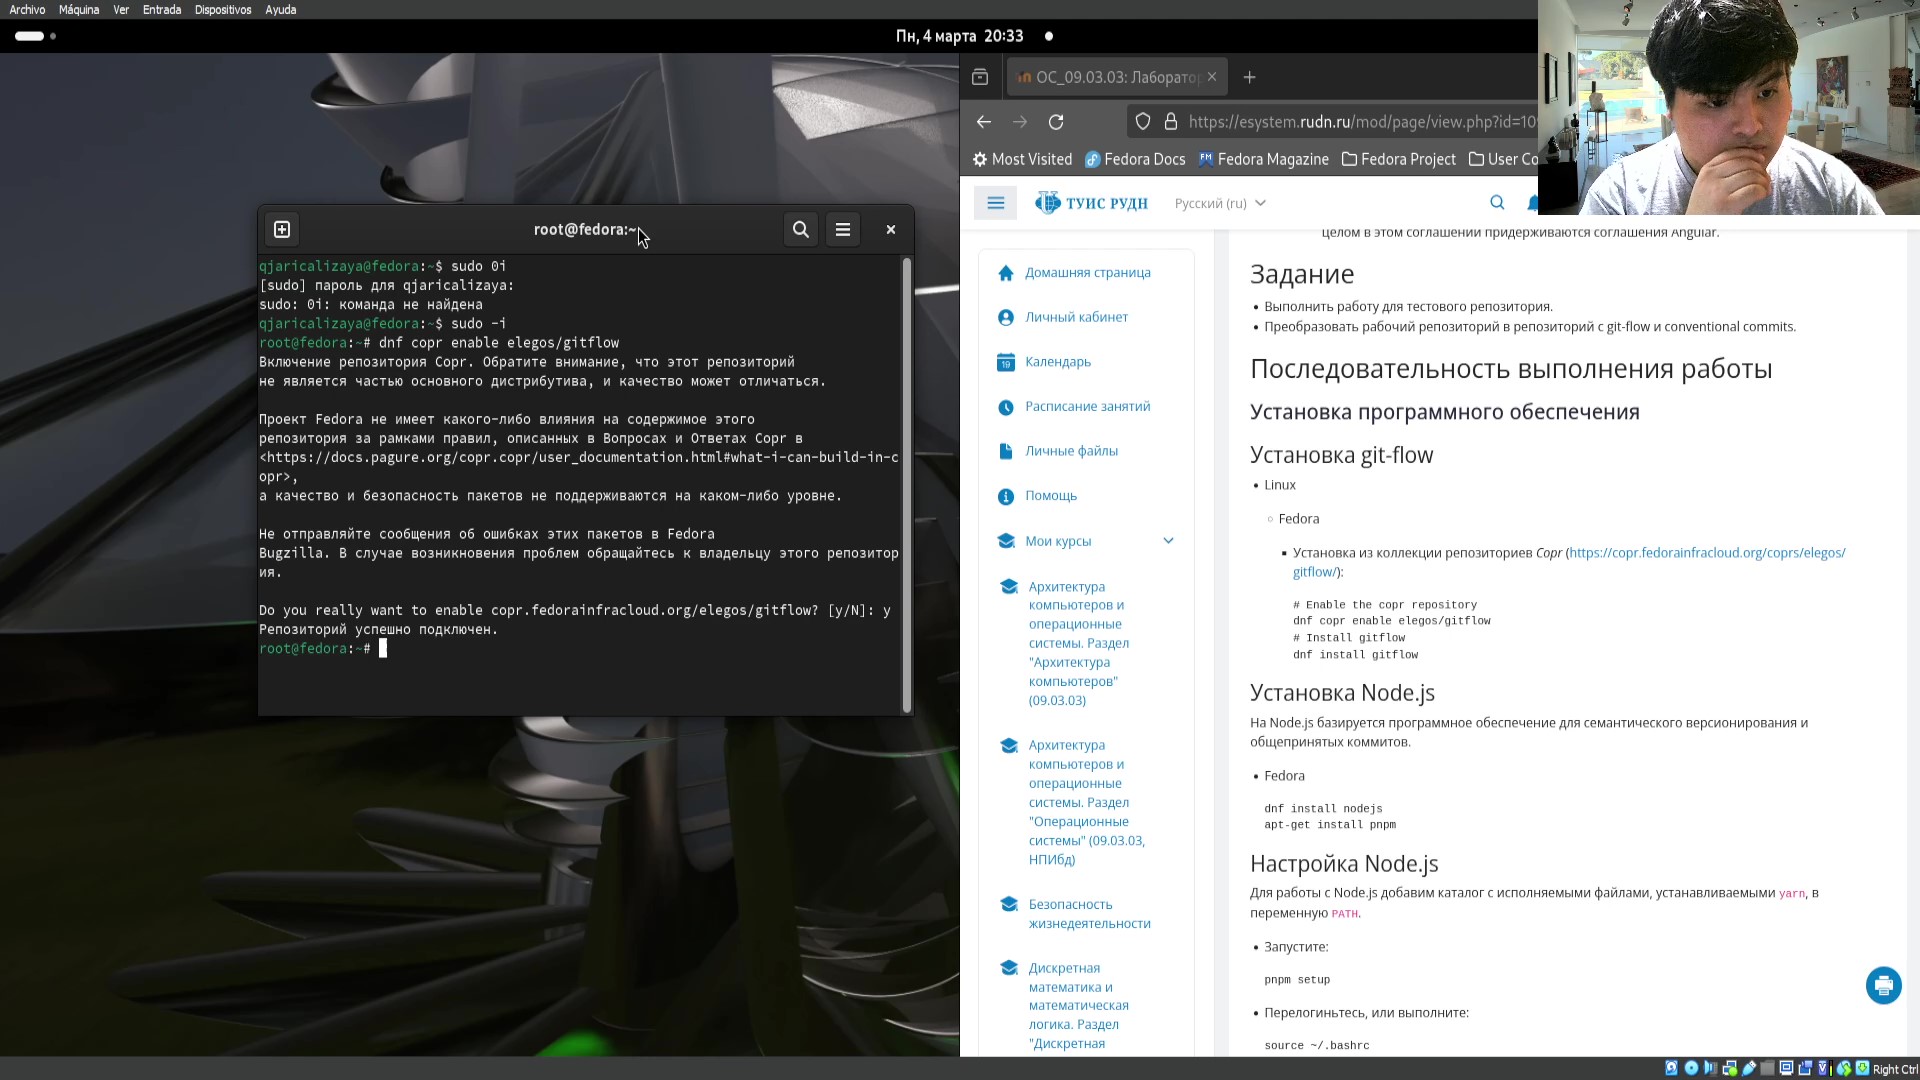 Archivo Máquina Ver Entrada Dispositivos Ayuda
Пн, 4 марта 20:33
ОС_09.03.03: Лаборатор
https://esystem.rudn.ru/mod/page/view.php?id=10
Most Visited Fedora Docs Fedora Magazine Fedora Project User Co
ТУИС РУДН Русский (ru)
root@fedora:~
qjaricalizaya@fedora:~$ sudo 0i
[sudo] пароль для qjaricalizaya:
sudo: 0i: команда не найдена
qjaricalizaya@fedora:~$ sudo -i
root@fedora:~# dnf copr enable elegos/gitflow
Включение репозитория Copr. Обратите внимание, что этот репозиторий
не является частью основного дистрибутива, и качество может отличаться.
Проект Fedora не имеет какого-либо влияния на содержимое этого
репозитория за рамками правил, описанных в Вопросах и Ответах Copr в
<https://docs.pagure.org/copr.copr/user_documentation.html#what-i-can-build-in-c
opr>,
а качество и безопасность пакетов не поддерживаются на каком-либо уровне.
Не отправляйте сообщения об ошибках этих пакетов в Fedora
Bugzilla. В случае возникновения проблем обращайтесь к владельцу этого репозитор
ия.
Do you really want to enable copr.fedorainfracloud.org/elegos/gitflow? [y/N]: y
Репозиторий успешно подключен.
root@fedora:~#
Домашняя страница
Личный кабинет
Календарь
Расписание занятий
Личные файлы
Помощь
Мои курсы
Архитектура
компьютеров и
операционные
системы. Раздел
"Архитектура
компьютеров"
(09.03.03)
Архитектура
компьютеров и
операционные
системы. Раздел
"Операционные
системы" (09.03.03,
НПИбд)
Безопасность
жизнедеятельности
Дискретная
математика и
математическая
логика. Раздел
"Дискретная
целом в этом соглашении придерживаются соглашения Angular.
Задание
• Выполнить работу для тестового репозитория.
• Преобразовать рабочий репозиторий в репозиторий с git-flow и conventional commits.
Последовательность выполнения работы
Установка программного обеспечения
Установка git-flow
• Linux
Fedora
Установка из коллекции репозиториев Copr (https://copr.fedorainfracloud.org/coprs/elegos/
gitflow/):
# Enable the copr repository
dnf copr enable elegos/gitflow
# Install gitflow
dnf install gitflow
Установка Node.js
На Node.js базируется программное обеспечение для семантического версионирования и
общепринятых коммитов.
• Fedora
dnf install nodejs
apt-get install pnpm
Настройка Node.js
Для работы с Node.js добавим каталог с исполняемыми файлами, устанавливаемыми yarn, в
переменную PATH.
• Запустите:
pnpm setup
• Перелогиньтесь, или выполните:
source ~/.bashrc
Right Ctrl